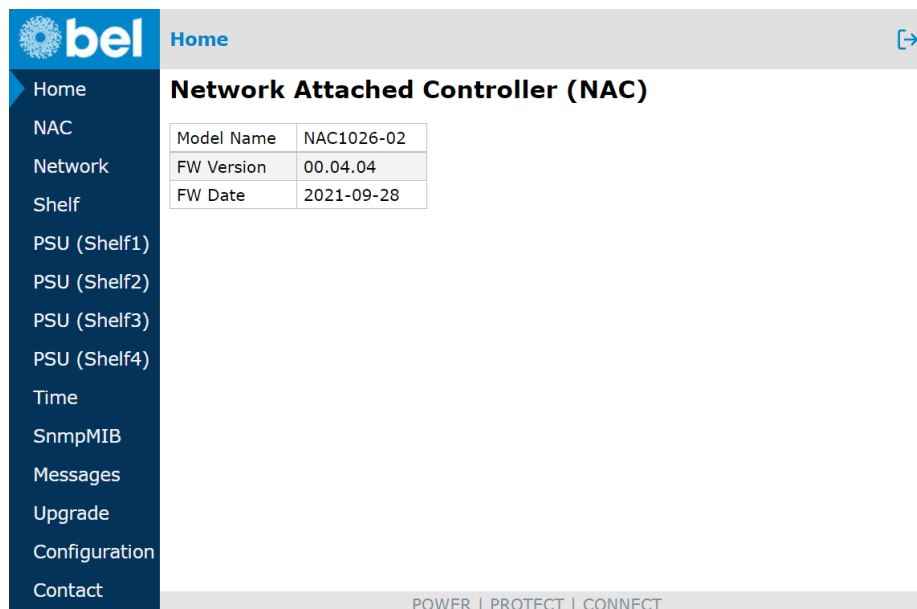 bel
Home
Home
NAC
Network
Shelf
PSU (Shelf1)
PSU (Shelf2)
PSU (Shelf3)
PSU (Shelf4)
Time
SnmpMIB
Messages
Upgrade
Configuration
Contact
Network Attached Controller (NAC)
Model Name NAC1026-02
FW Version 00.04.04
FW Date 2021-09-28
POWER | PROTECT | CONNECT